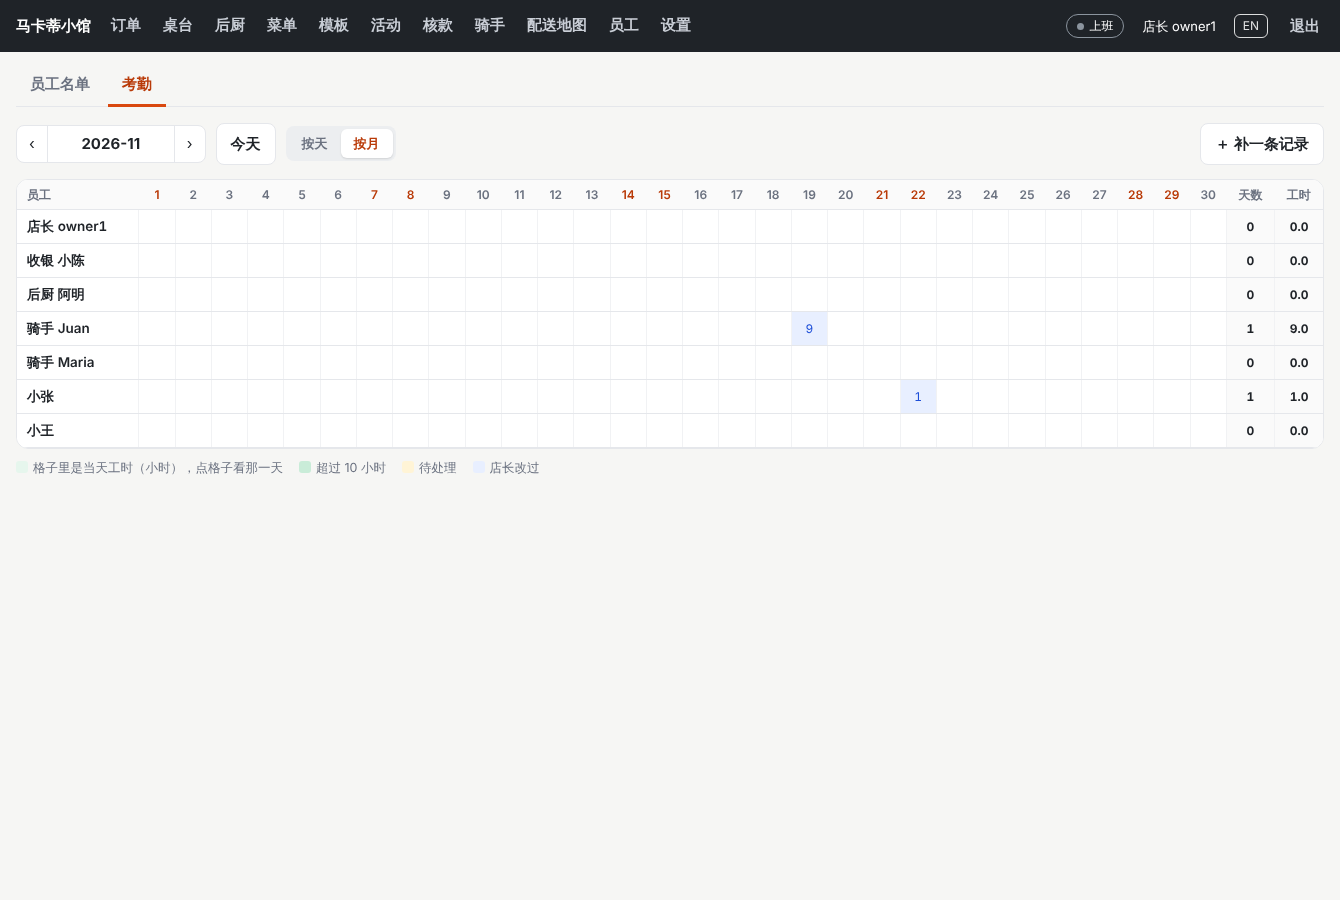 马卡蒂小馆 订单 桌台 后厨 菜单 模板 活动 核款 骑手 配送地图 员工 设置 上班 店长 owner1 EN 退出
员工名单 考勤
‹ 2026-11 › 今天 按天 按月 + 补一条记录
员工 1 2 3 4 5 6 7 8 9 10 11 12 13 14 15 16 17 18 19 20 21 22 23 24 25 26 27 28 29 30 天数 工时
店长 owner1 0 0.0
收银 小陈 0 0.0
后厨 阿明 0 0.0
骑手 Juan 9 1 9.0
骑手 Maria 0 0.0
小张 1 1 1.0
小王 0 0.0
格子里是当天工时（小时），点格子看那一天 超过 10 小时 待处理 店长改过